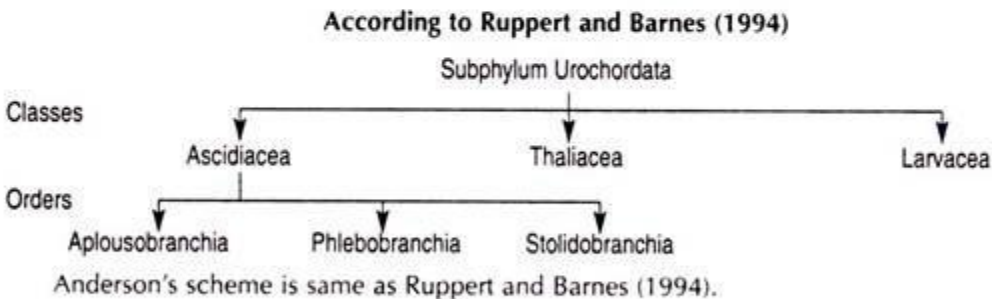 According to Ruppert and Barnes (1994)
Subphylum Urochordata
Classes
Ascidiacea Thaliacea Larvacea
Orders
Aplousobranchia Phlebobranchia Stolidobranchia
Anderson's scheme is same as Ruppert and Barnes (1994).